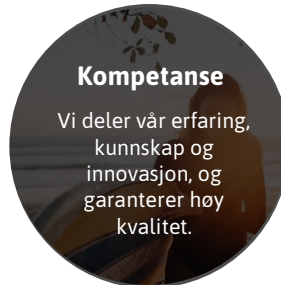 Kompetanse
Vi deler vår erfaring,
kunnskap og
innovasjon, og
garanterer høy
kvalitet.